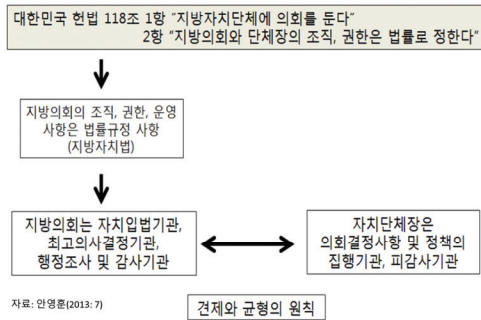 대한민국 헌법 118조 1항 "지방자치단체에 의회를 둔다"
2항 "지방의회와 단체장의 조직, 권한은 법률로 정한다"
지방의회의 조직, 권한, 운영
사항은 법률규정 사항
(지방자치법)
지방의회는 자치입법기관,
최고의사결정기관,
행정조사 및 감사기관
자치단체장은
의회결정사항 및 정책의
집행기관, 피감사기관
자료: 안영훈(2013: 7)
견제와 균형의 원칙